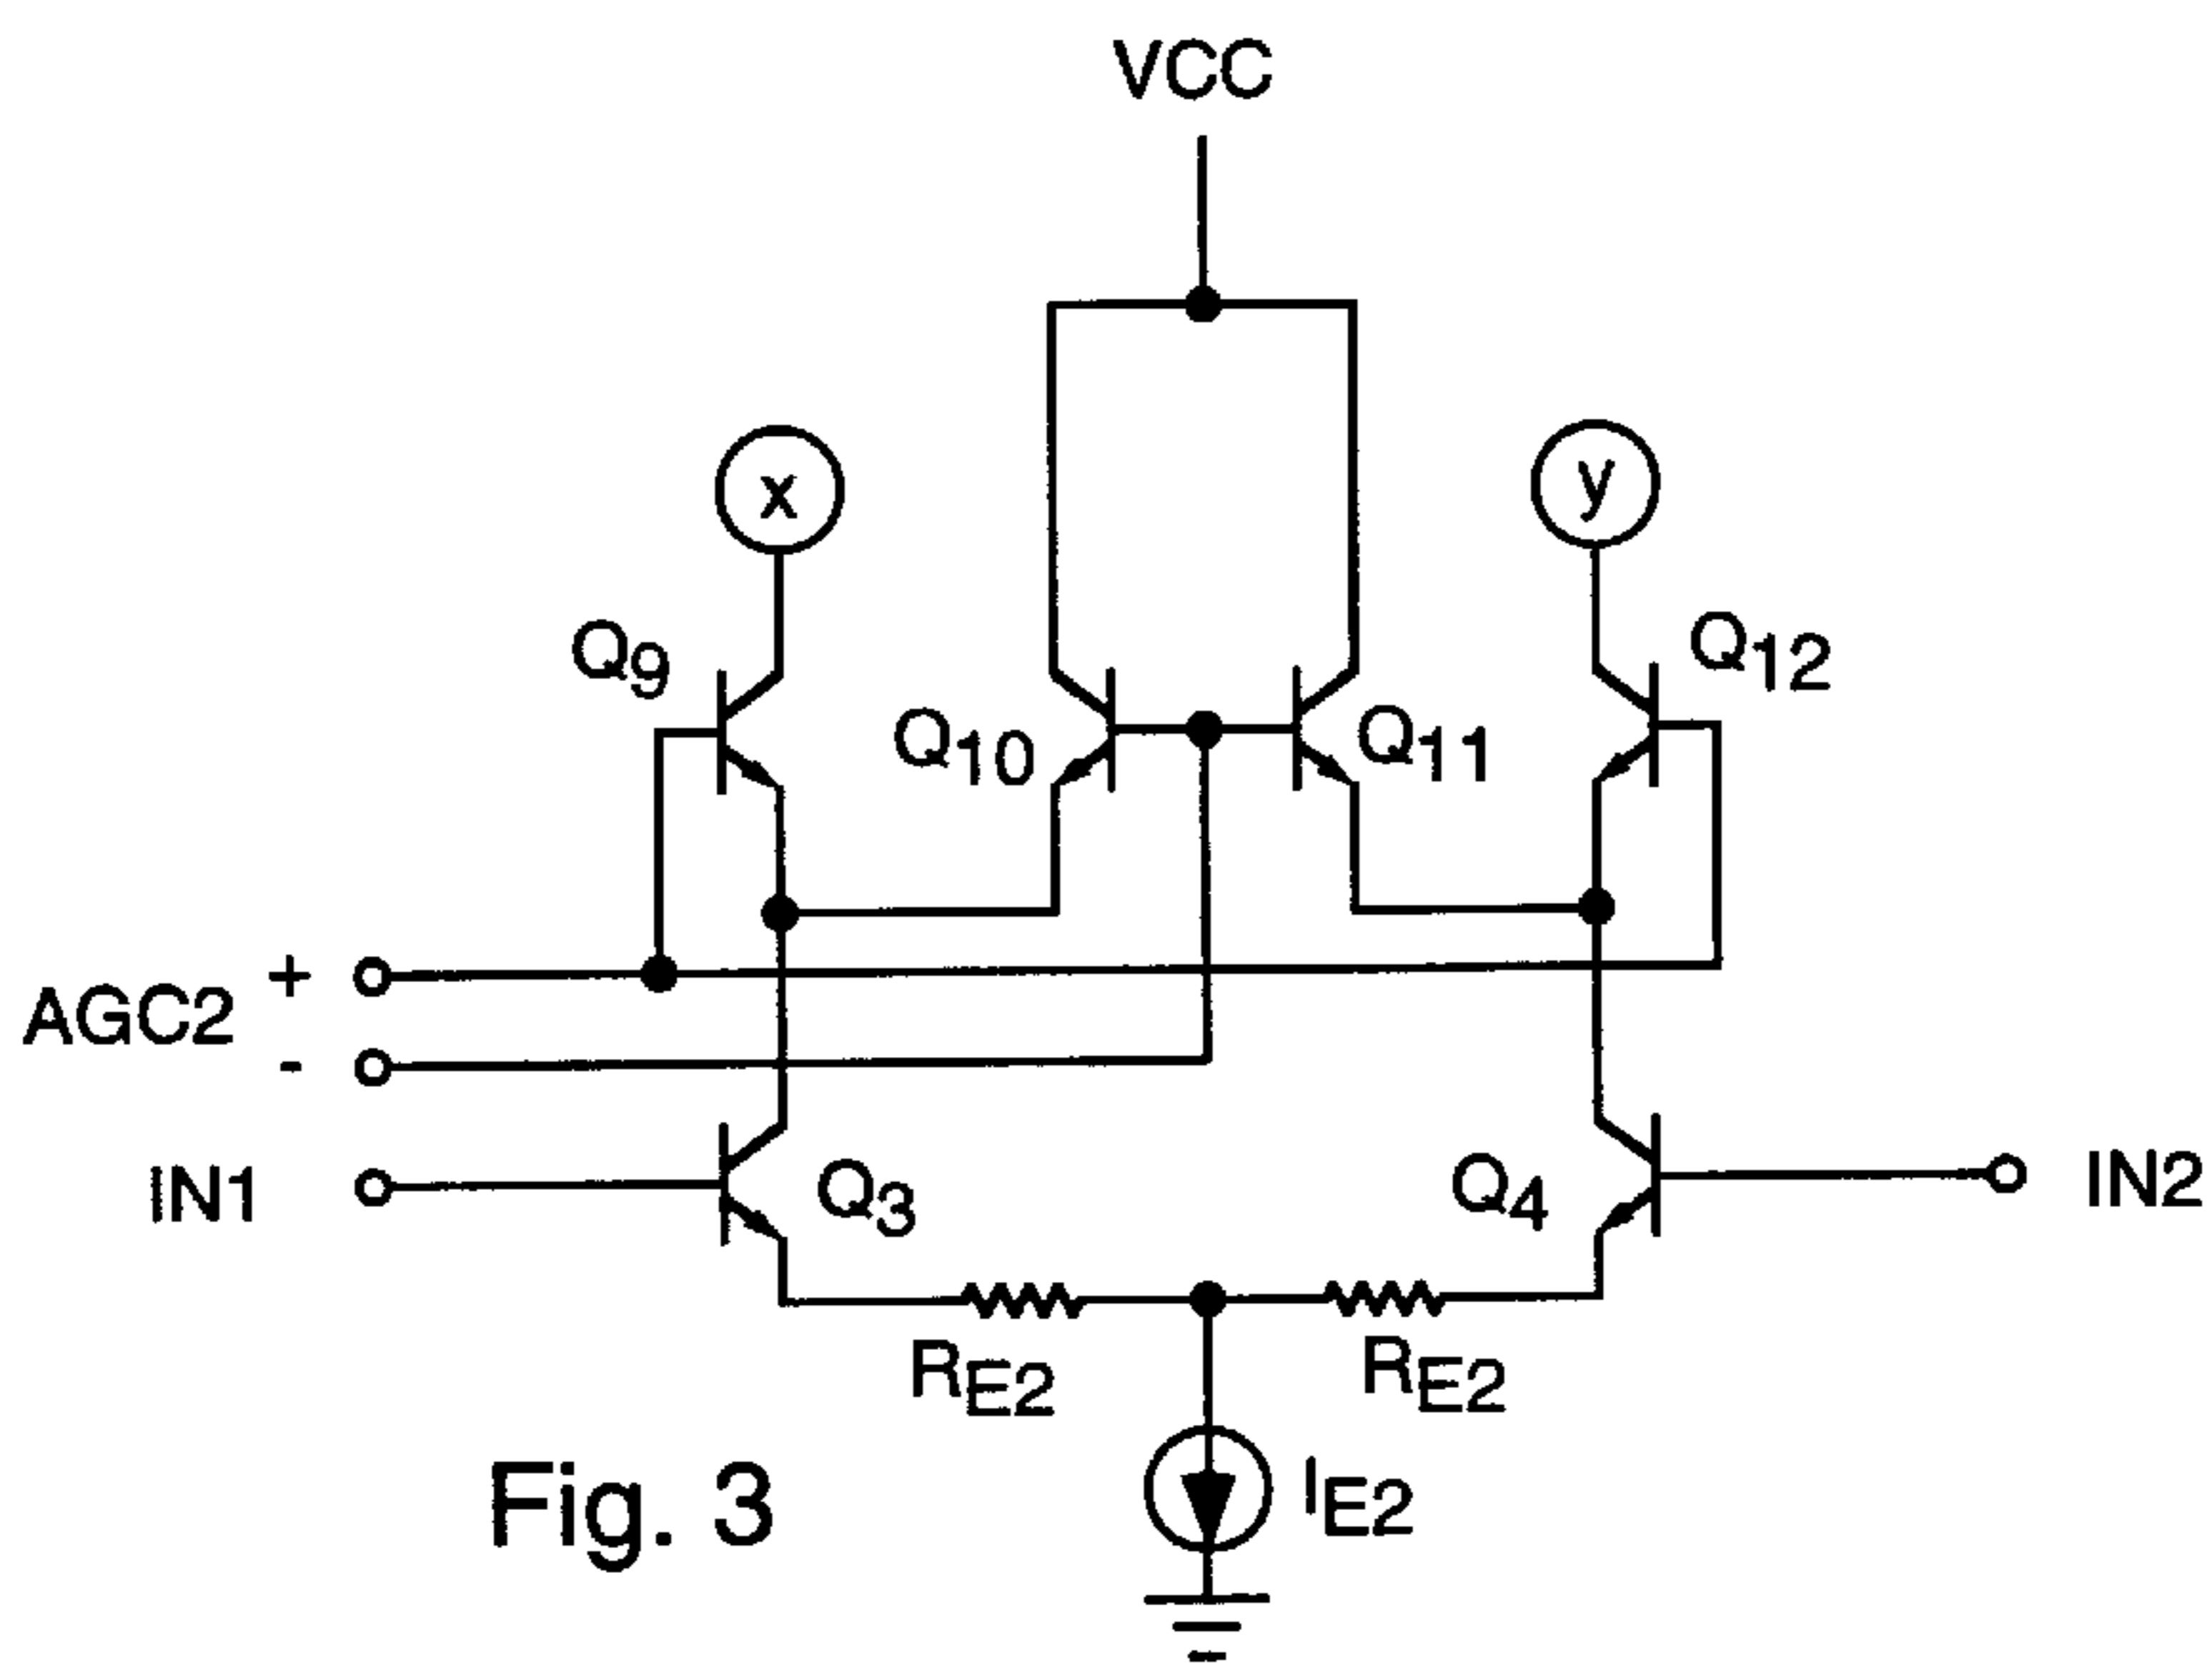 VCC
x
y
Q9
Q12
Q10
Q11
+
AGC2
-
IN1
Q3
Q4
IN2
RE2
RE2
IE2
Fig. 3